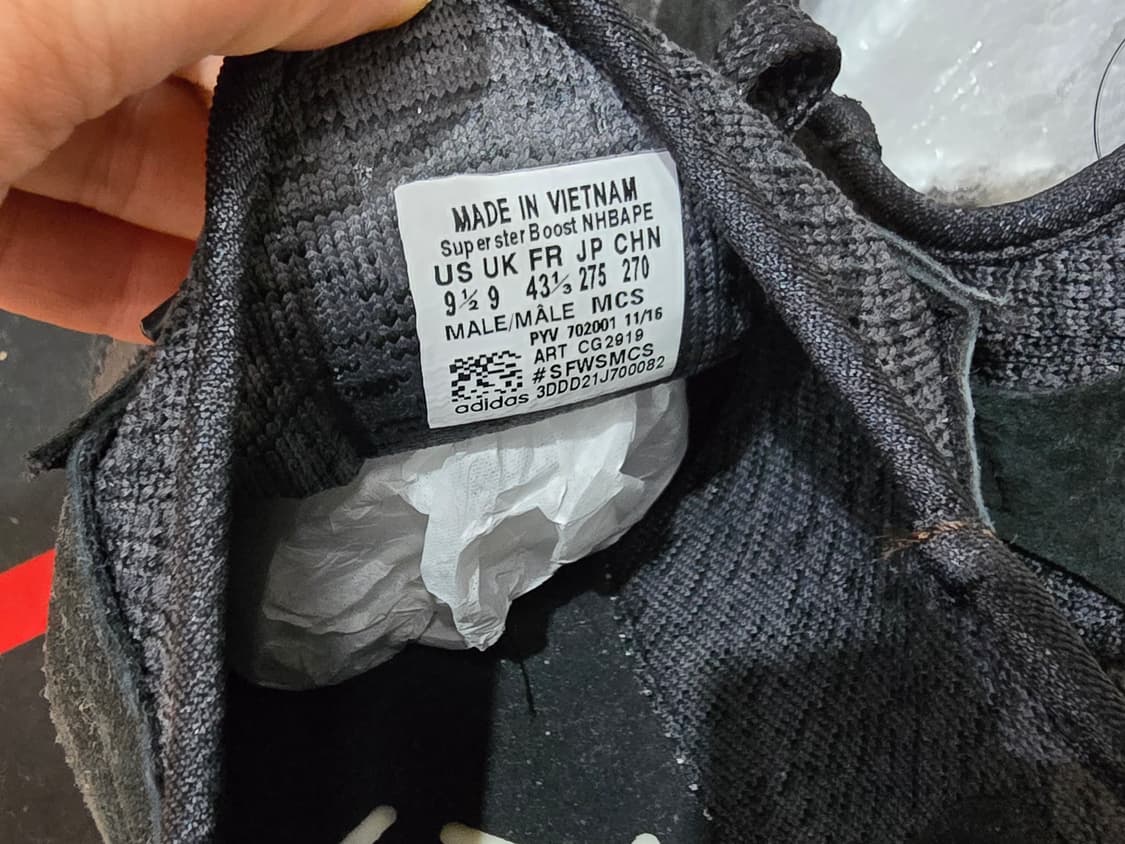 MADE IN VIETNAM
Superster Boost NHBAPE
US UK FR JP CHN
9½ 9 43⅓ 275 270
MALE/MÂLE MCS
PYV 702001 11/16
ART CG2919
#SFWSMCS
adidas 3DDD21J700082